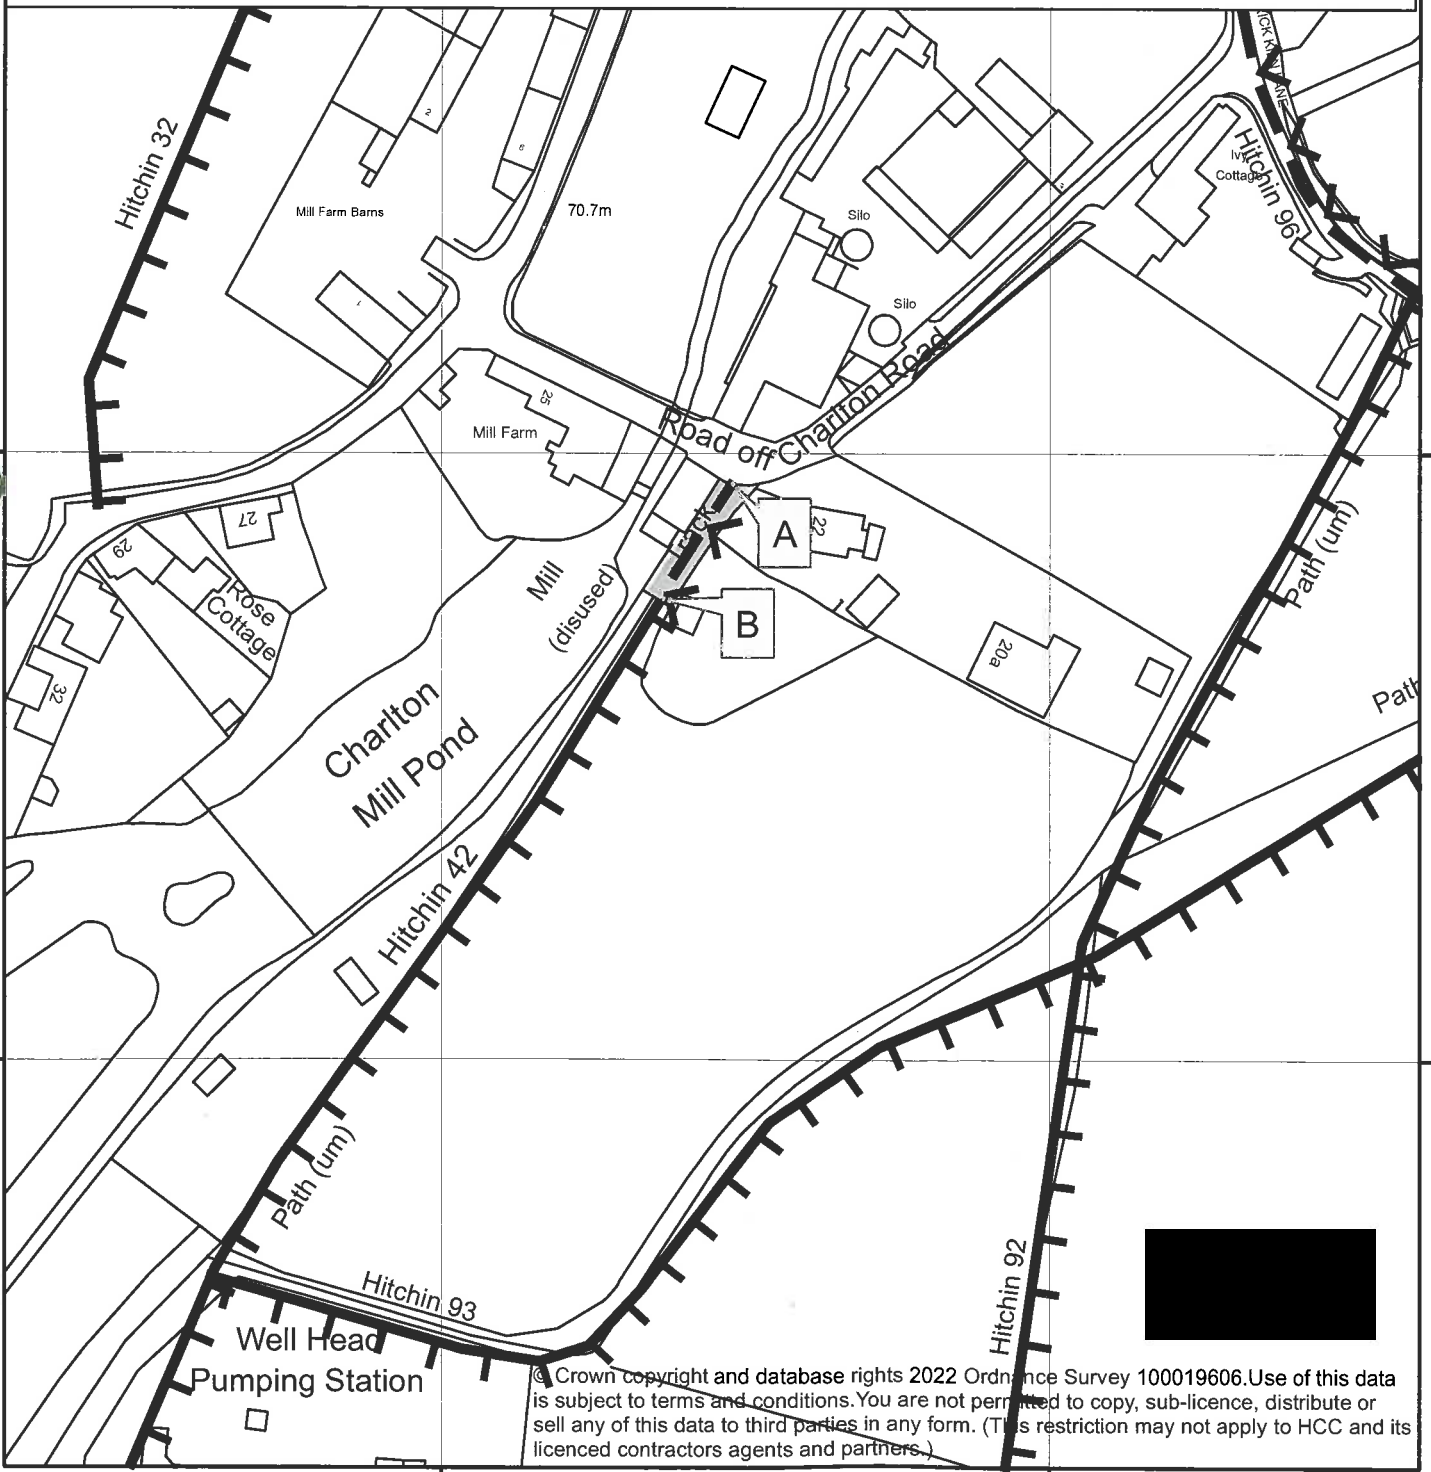 Hitchin 32
2
6
Mill Farm Barns
70.7m
1
Silo
Silo
2
Ivy
Cottage
Hitchin 96
25
Mill Farm
Road off Charlton Road
Track
A
22
B
27
29
Rose
Cottage
32
Mill
(disused)
Charlton
Mill Pond
20a
Path (um)
Path
Hitchin 42
Path (um)
Hitchin 93
Hitchin 92
Well Head
Pumping Station
© Crown copyright and database rights 2022 Ordnance Survey 100019606.Use of this data
is subject to terms and conditions.You are not permitted to copy, sub-licence, distribute or
sell any of this data to third parties in any form. (This restriction may not apply to HCC and its
licenced contractors agents and partners.)